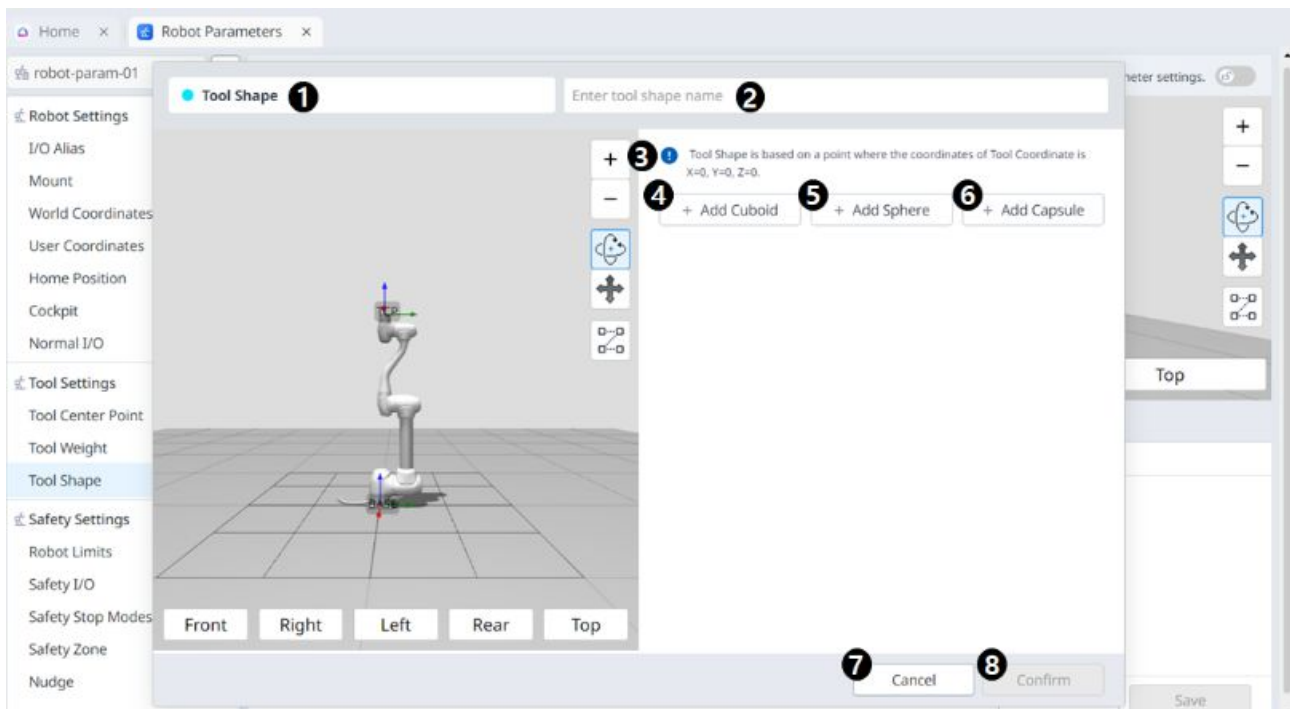 Home ×
Robot Parameters ×
robot-param-01
neter settings.
Tool Shape 1
Enter tool shape name 2
Robot Settings
I/O Alias
Mount
World Coordinates
User Coordinates
Home Position
Cockpit
Normal I/O
Tool Settings
Tool Center Point
Tool Weight
Tool Shape
Safety Settings
Robot Limits
Safety I/O
Safety Stop Modes
Safety Zone
Nudge
+
−
TCP
BASE
Front
Right
Left
Rear
Top
3 ! Tool Shape is based on a point where the coordinates of Tool Coordinate is
X=0, Y=0, Z=0.
4 + Add Cuboid
5 + Add Sphere
6 + Add Capsule
7 Cancel
8 Confirm
+
−
Top
Save